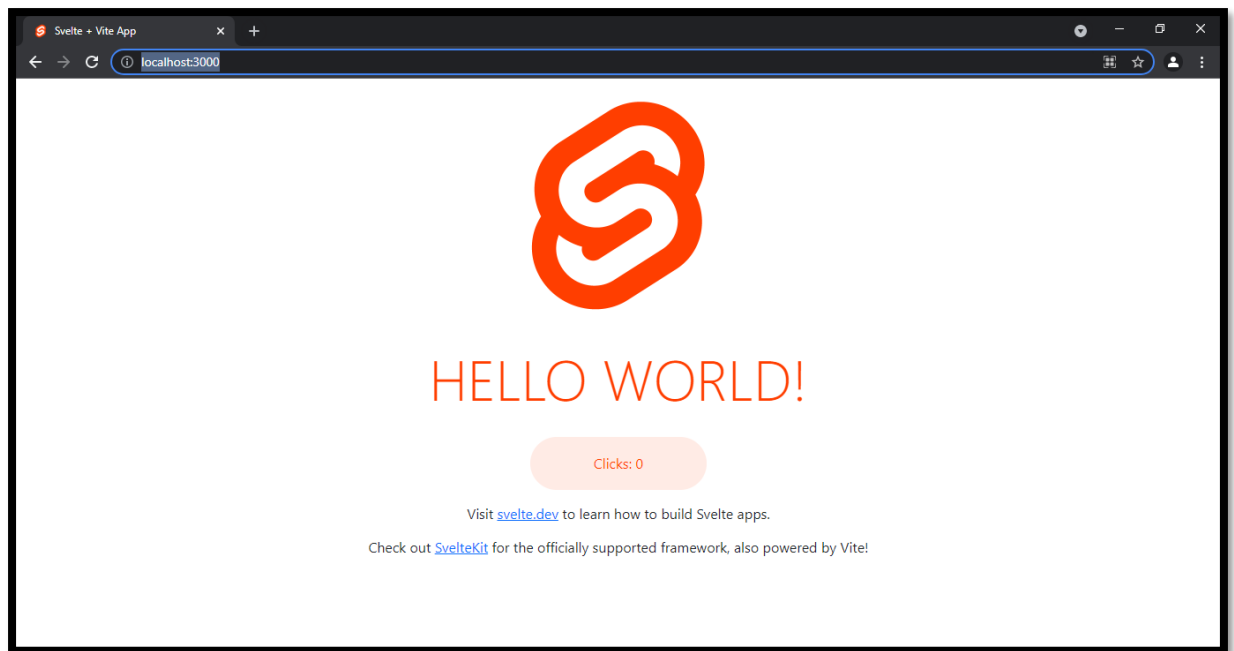 Svelte + Vite App
localhost:3000
HELLO WORLD!
Clicks: 0
Visit svelte.dev to learn how to build Svelte apps.
Check out SvelteKit for the officially supported framework, also powered by Vite!